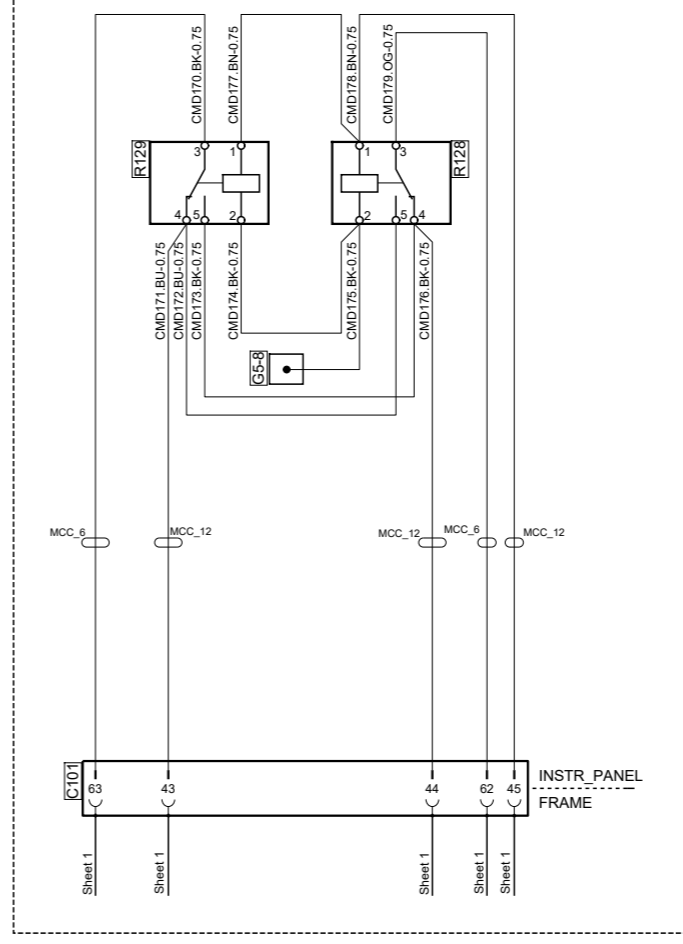 CMD170.BK-0.75
CMD177.BN-0.75
CMD178.BN-0.75
CMD179.OG-0.75
R129
3
1
1
3
R128
4
5
2
2
5
4
CMD171.BU-0.75
CMD172.BU-0.75
CMD173.BK-0.75
CMD174.BK-0.75
CMD175.BK-0.75
CMD176.BK-0.75
G5-8
MCC_6
MCC_12
MCC_12
MCC_6
MCC_12
C101
63
43
44
62
45
INSTR_PANEL
FRAME
Sheet 1
Sheet 1
Sheet 1
Sheet 1
Sheet 1